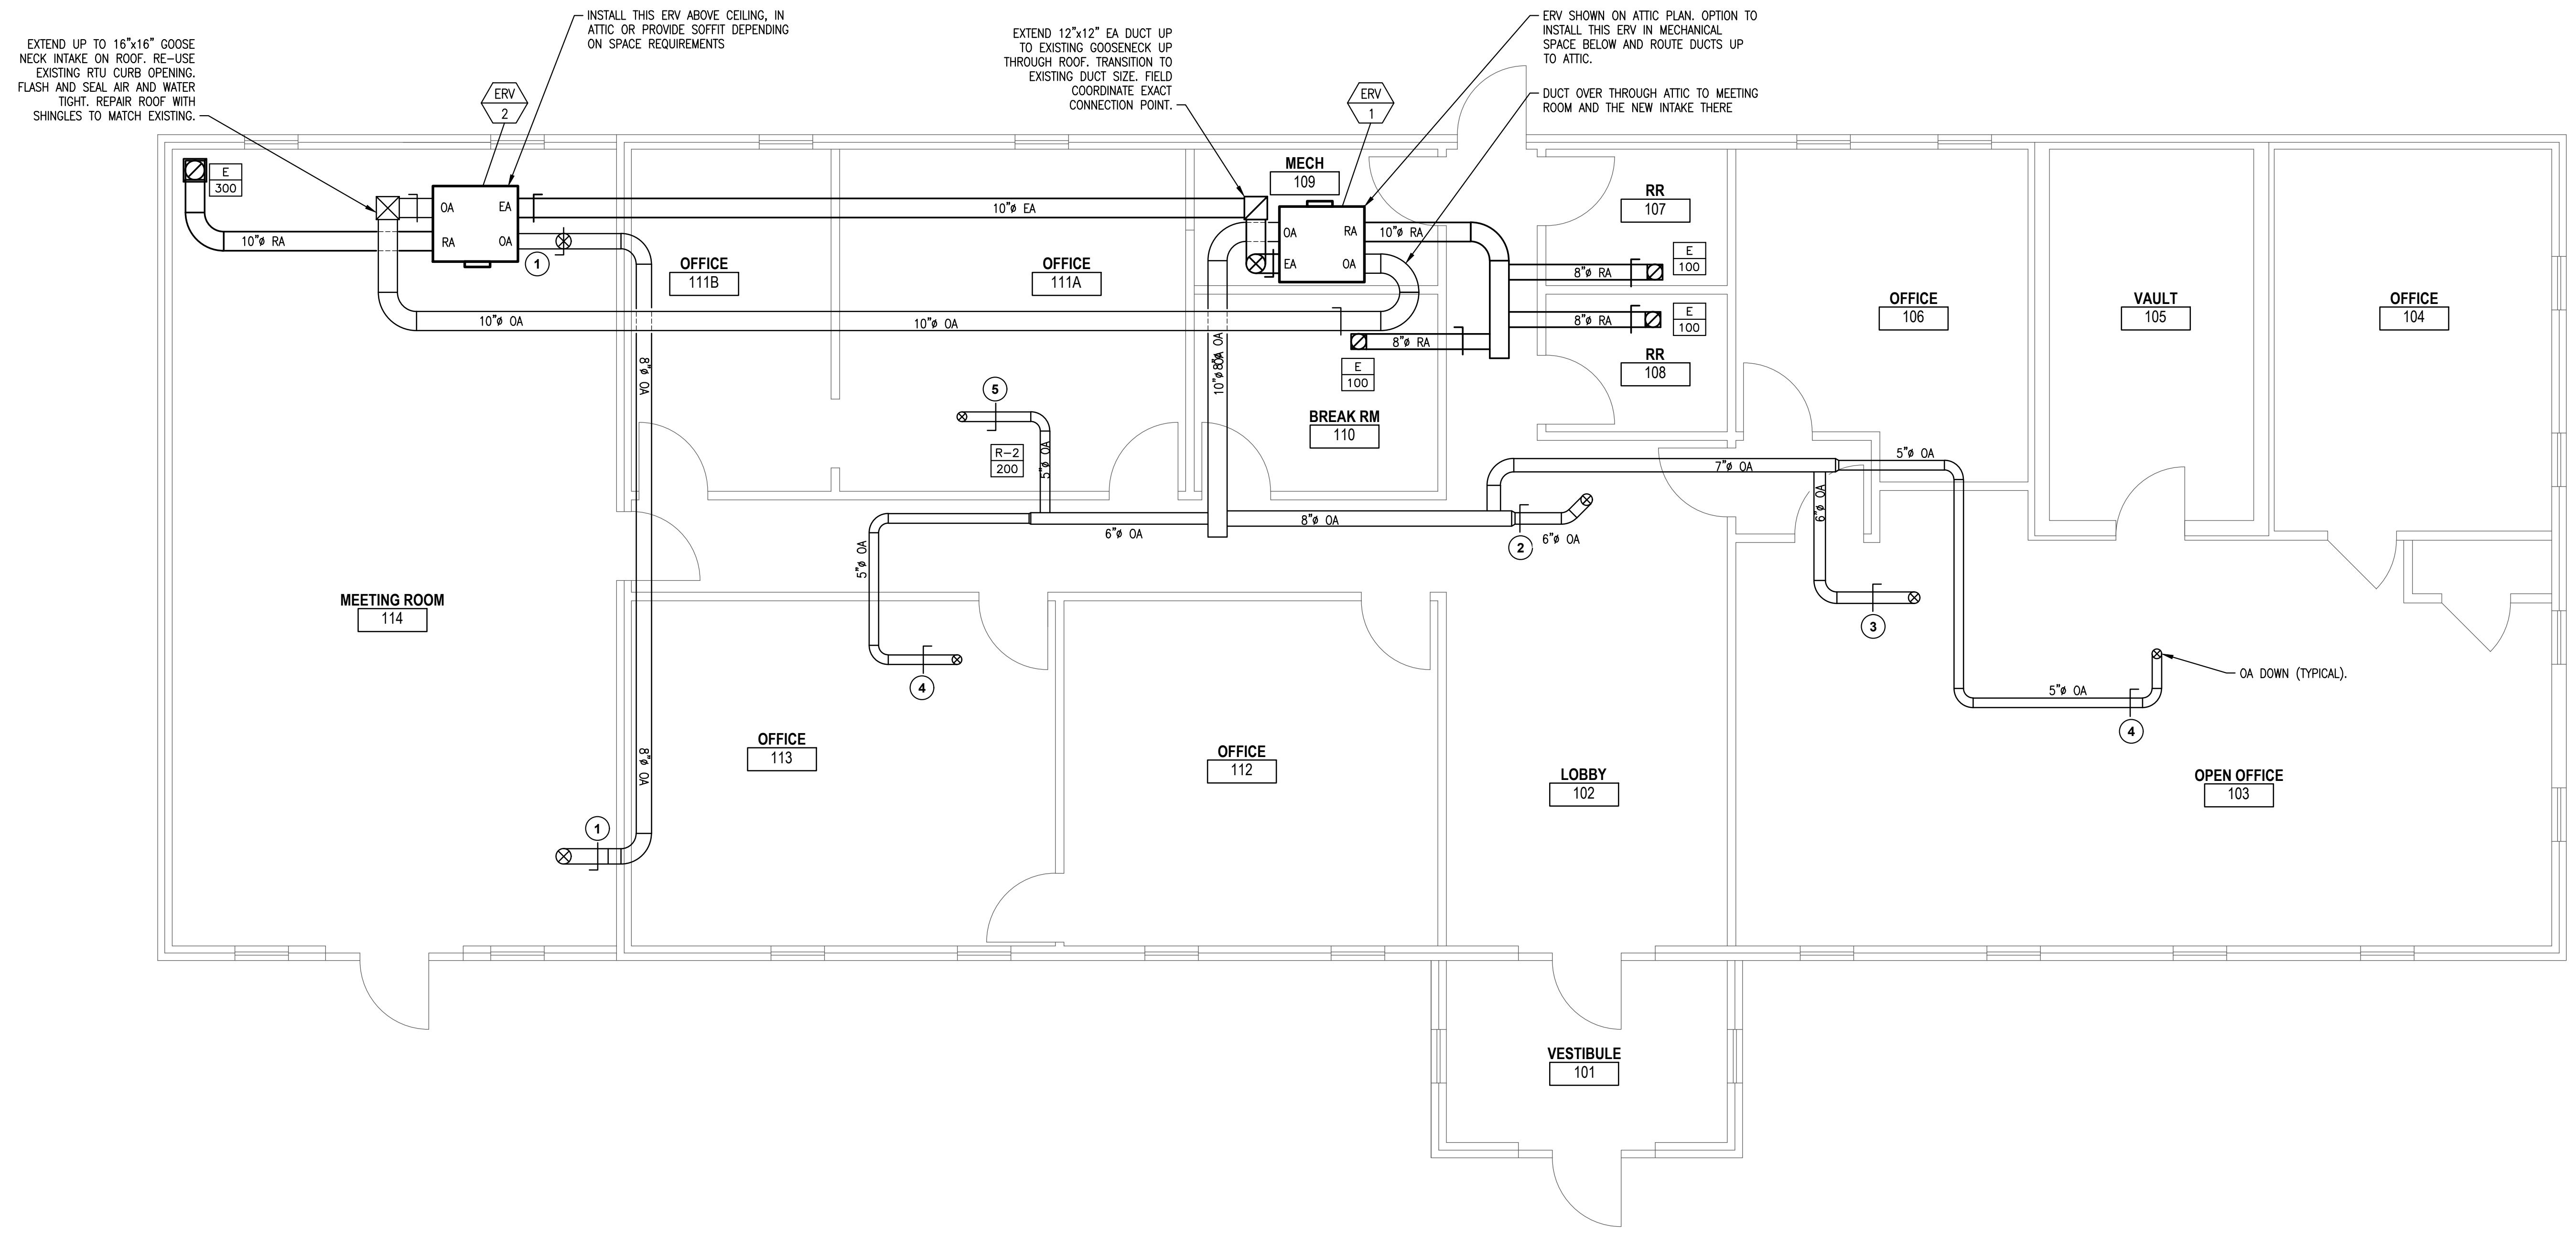 INSTALL THIS ERV ABOVE CEILING, IN
ATTIC OR PROVIDE SOFFIT DEPENDING
ON SPACE REQUIREMENTS
EXTEND UP TO 16"x16" GOOSE
NECK INTAKE ON ROOF. RE-USE
EXISTING RTU CURB OPENING.
FLASH AND SEAL AIR AND WATER
TIGHT. REPAIR ROOF WITH
SHINGLES TO MATCH EXISTING.
EXTEND 12"x12" EA DUCT UP
TO EXISTING GOOSENECK UP
THROUGH ROOF. TRANSITION TO
EXISTING DUCT SIZE. FIELD
COORDINATE EXACT
CONNECTION POINT.
ERV SHOWN ON ATTIC PLAN. OPTION TO
INSTALL THIS ERV IN MECHANICAL
SPACE BELOW AND ROUTE DUCTS UP
TO ATTIC.
DUCT OVER THROUGH ATTIC TO MEETING
ROOM AND THE NEW INTAKE THERE
ERV
2
ERV
1
E
300
OA
EA
RA
OA
10"ø RA
1
10"ø EA
MECH
109
OA
RA
EA
OA
10"ø RA
RR
107
E
100
8"ø RA
E
100
8"ø RA
RR
108
OFFICE
111B
OFFICE
111A
10"ø OA
10"ø OA
8"ø RA
E
100
8"ø OA
10"ø OA
8"ø OA
BREAK RM
110
OFFICE
106
VAULT
105
OFFICE
104
5
R-2
200
5"ø OA
6"ø OA
8"ø OA
2
6"ø OA
7"ø OA
5"ø OA
6"ø OA
3
5"ø OA
4
MEETING ROOM
114
8"ø OA
1
OFFICE
113
OFFICE
112
LOBBY
102
5"ø OA
4
OA DOWN (TYPICAL).
OPEN OFFICE
103
VESTIBULE
101